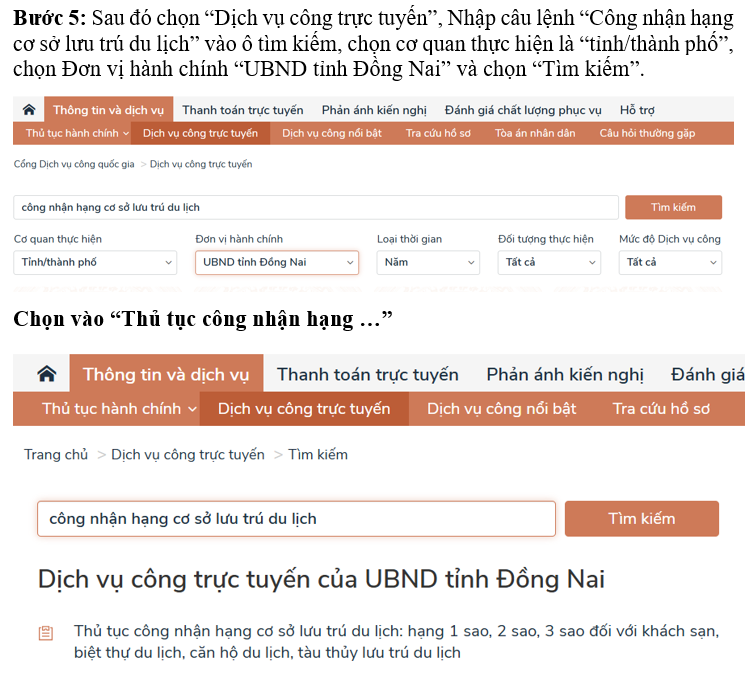 Bước 5: Sau đó chọn “Dịch vụ công trực tuyến”, Nhập câu lệnh “Công nhận hạng
cơ sở lưu trú du lịch” vào ô tìm kiếm, chọn cơ quan thực hiện là “tỉnh/thành phố”,
chọn Đơn vị hành chính “UBND tỉnh Đồng Nai” và chọn “Tìm kiếm”.
Thông tin và dịch vụ Thanh toán trực tuyến Phản ánh kiến nghị Đánh giá chất lượng phục vụ Hỗ trợ
Thủ tục hành chính Dịch vụ công trực tuyến Dịch vụ công nổi bật Tra cứu hồ sơ Tòa án nhân dân Câu hỏi thường gặp
Cổng Dịch vụ công quốc gia > Dịch vụ công trực tuyến
công nhận hạng cơ sở lưu trú du lịch Tìm kiếm
Cơ quan thực hiện Đơn vị hành chính Loại thời gian Đối tượng thực hiện Mức độ Dịch vụ công
Tỉnh/thành phố UBND tỉnh Đồng Nai Năm Tất cả Tất cả
Chọn vào “Thủ tục công nhận hạng …”
Thông tin và dịch vụ Thanh toán trực tuyến Phản ánh kiến nghị Đánh giá
Thủ tục hành chính Dịch vụ công trực tuyến Dịch vụ công nổi bật Tra cứu hồ sơ
Trang chủ > Dịch vụ công trực tuyến > Tìm kiếm
công nhận hạng cơ sở lưu trú du lịch Tìm kiếm
Dịch vụ công trực tuyến của UBND tỉnh Đồng Nai
Thủ tục công nhận hạng cơ sở lưu trú du lịch: hạng 1 sao, 2 sao, 3 sao đối với khách sạn,
biệt thự du lịch, căn hộ du lịch, tàu thủy lưu trú du lịch